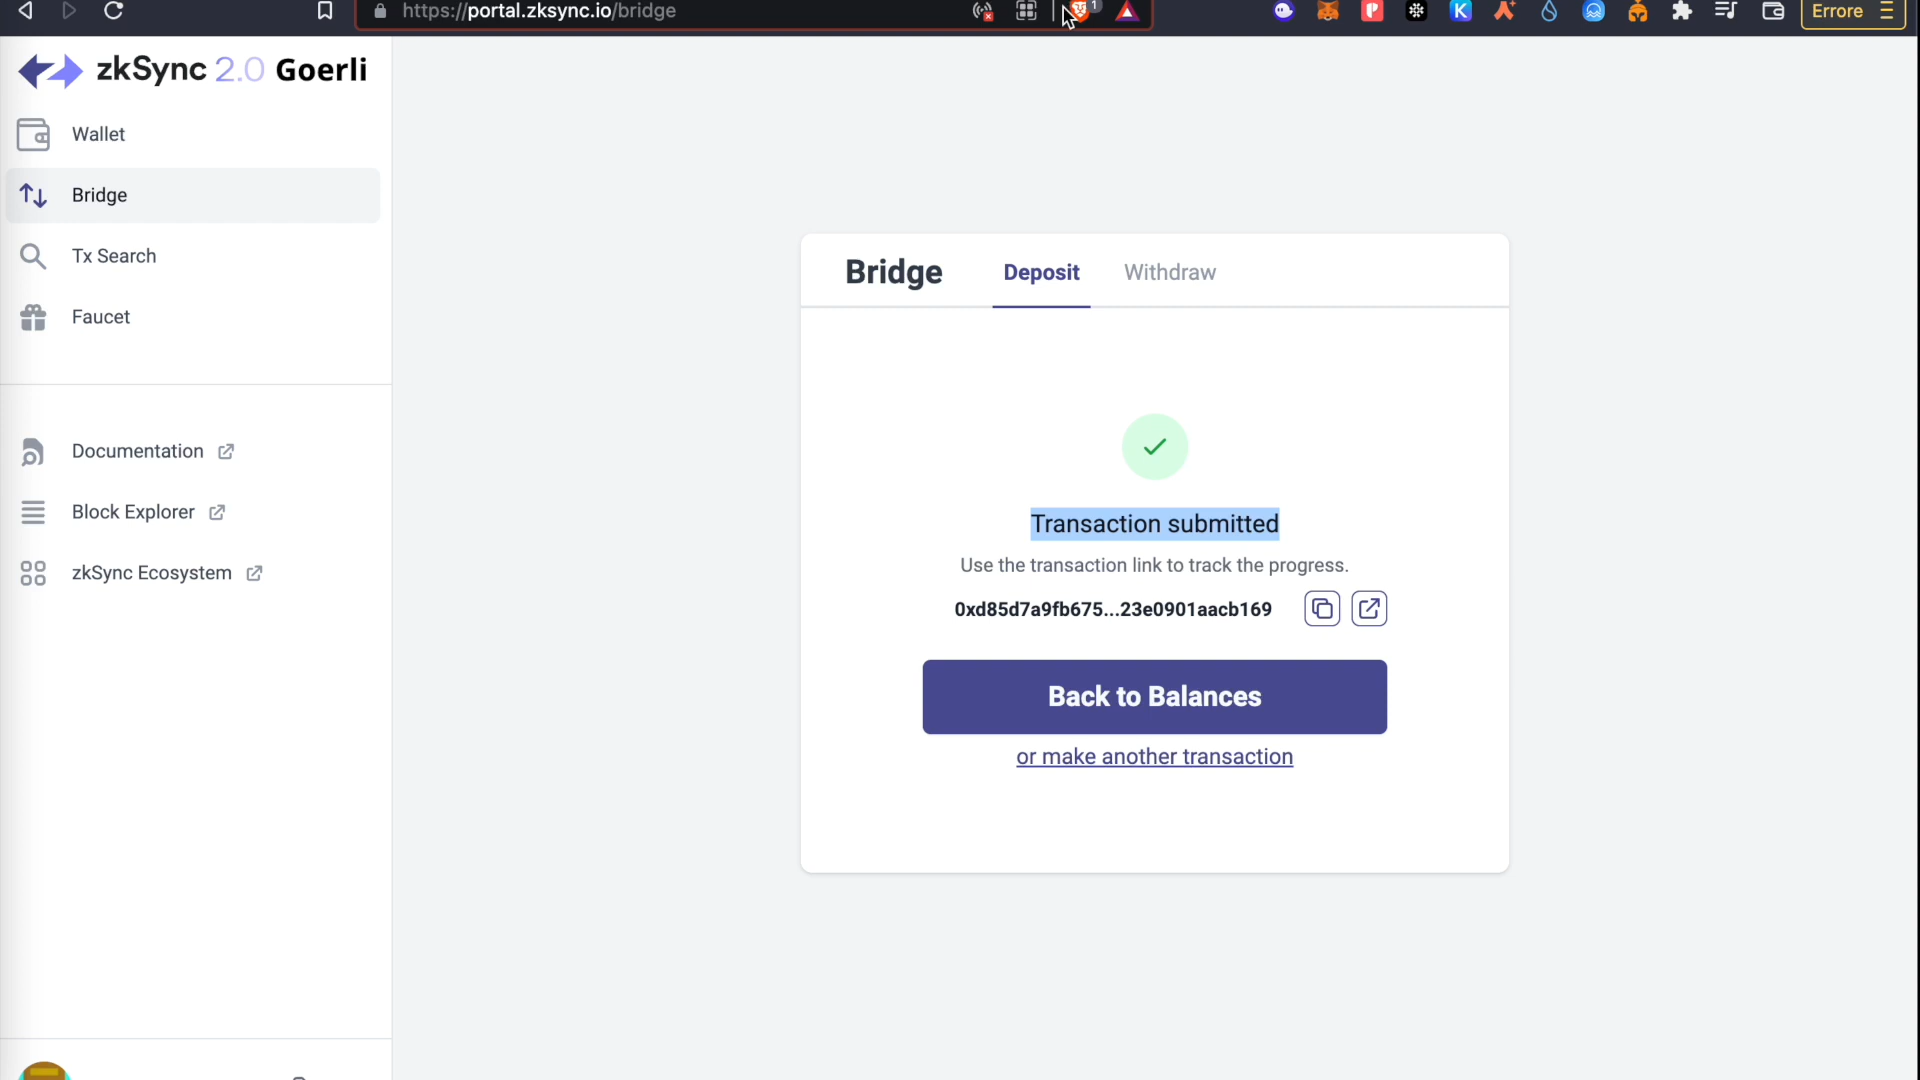 https://portal.zksync.io/bridge
1
Errore
zkSync 2.0 Goerli
Wallet
Bridge
Tx Search
Faucet
Documentation
Block Explorer
zkSync Ecosystem
Bridge
Deposit
Withdraw
Transaction submitted
Use the transaction link to track the progress.
0xd85d7a9fb675...23e0901aacb169
Back to Balances
or make another transaction